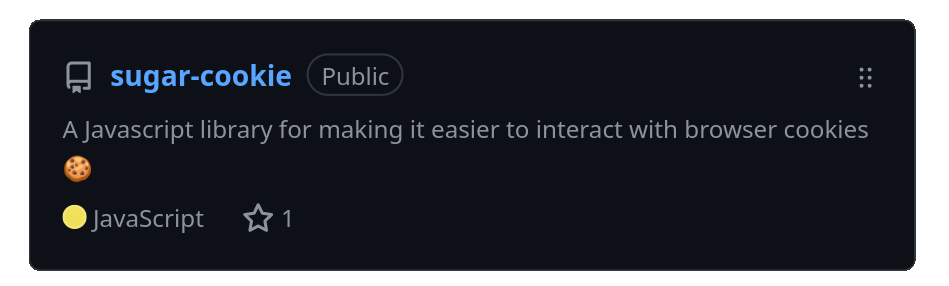 sugar-cookie Public
A Javascript library for making it easier to interact with browser cookies
🍪
JavaScript 1